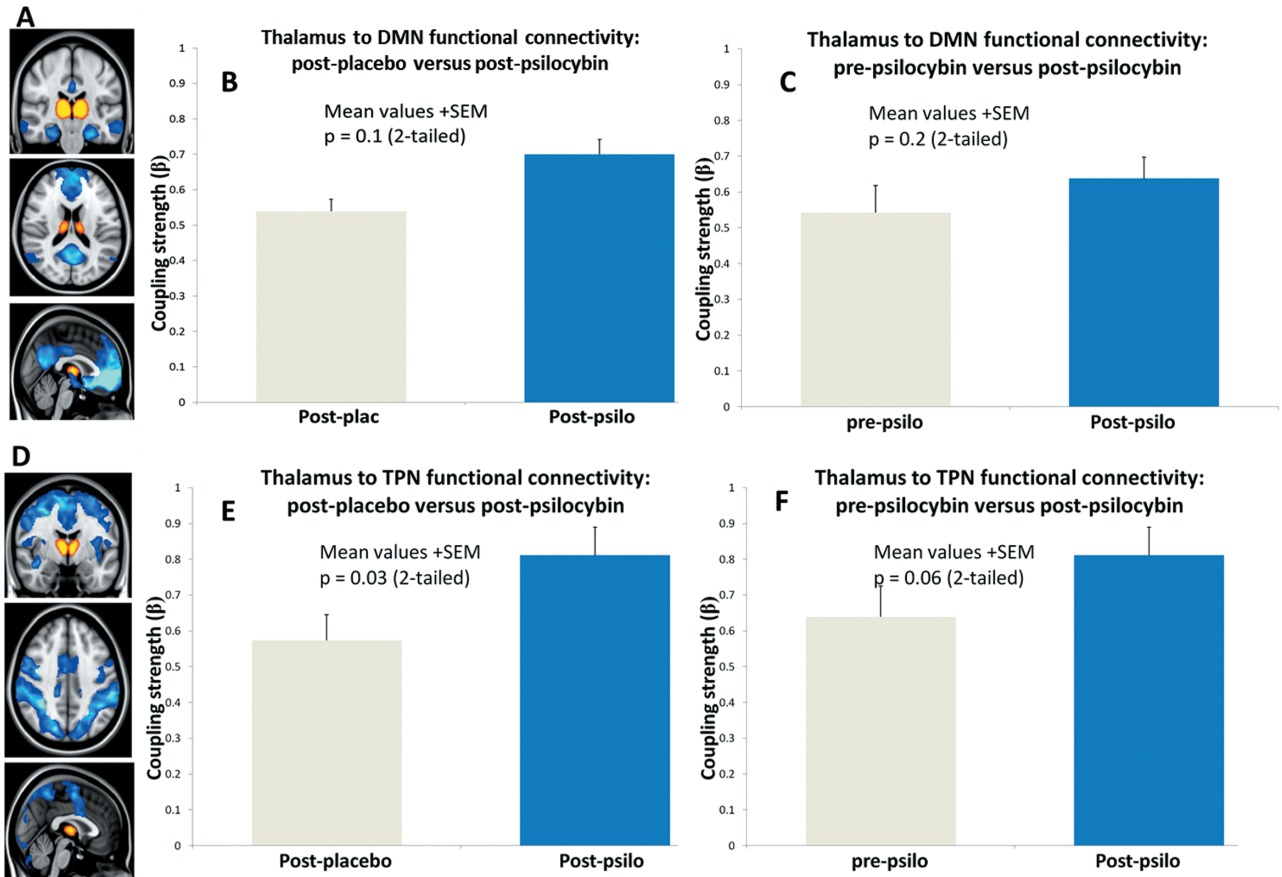 A
Thalamus to DMN functional connectivity:
post-placebo versus post-psilocybin
B
Mean values +SEM
p = 0.1 (2-tailed)
Coupling strength (β)
1
0.9
0.8
0.7
0.6
0.5
0.4
0.3
0.2
0.1
0
Post-plac
Post-psilo
Thalamus to DMN functional connectivity:
pre-psilocybin versus post-psilocybin
C
Mean values +SEM
p = 0.2 (2-tailed)
Coupling strength (β)
1
0.9
0.8
0.7
0.6
0.5
0.4
0.3
0.2
0.1
0
pre-psilo
Post-psilo
D
Thalamus to TPN functional connectivity:
post-placebo versus post-psilocybin
E
Mean values +SEM
p = 0.03 (2-tailed)
Coupling strength (β)
1
0.9
0.8
0.7
0.6
0.5
0.4
0.3
0.2
0.1
0
Post-placebo
Post-psilo
Thalamus to TPN functional connectivity:
pre-psilocybin versus post-psilocybin
F
Mean values +SEM
p = 0.06 (2-tailed)
Coupling strength (β)
1
0.9
0.8
0.7
0.6
0.5
0.4
0.3
0.2
0.1
0
pre-psilo
Post-psilo